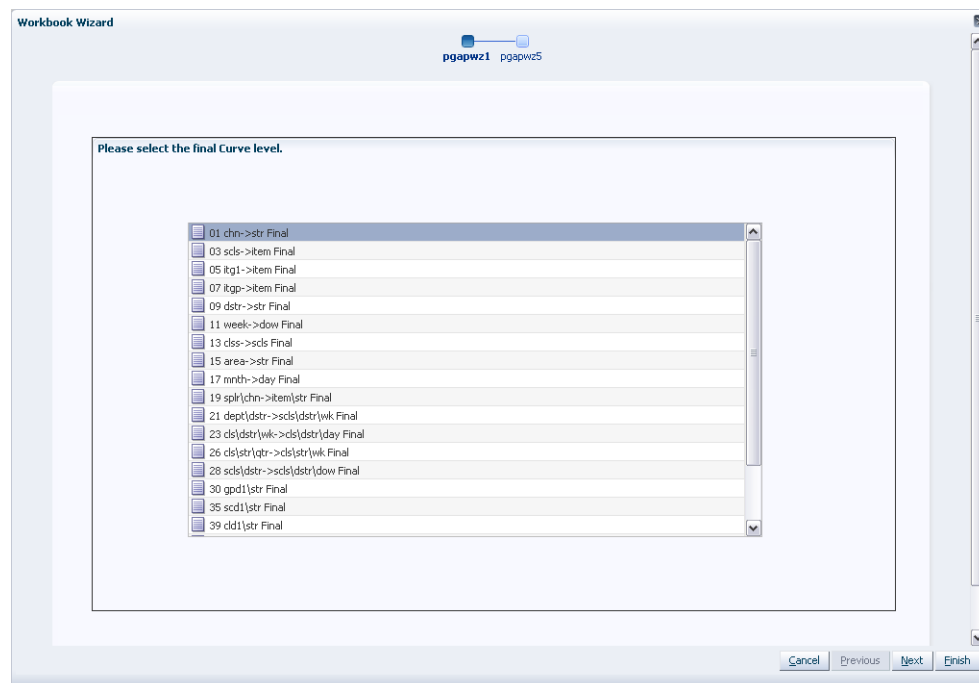 Workbook Wizard
pgapwz1 pgapwz5
Please select the final Curve level.
01 chn->str Final
03 scls->item Final
05 itg1->item Final
07 itgp->item Final
09 dstr->str Final
11 week->dow Final
13 clss->scls Final
15 area->str Final
17 mnth->day Final
19 splr\chn->item\str Final
21 dept\dstr->scls\dstr\wk Final
23 cls\dstr\wk->cls\dstr\day Final
26 cls\str\qtr->cls\str\wk Final
28 scls\dstr->scls\dstr\dow Final
30 gpd1\str Final
35 scd1\str Final
39 cld1\str Final
Cancel Previous Next Finish